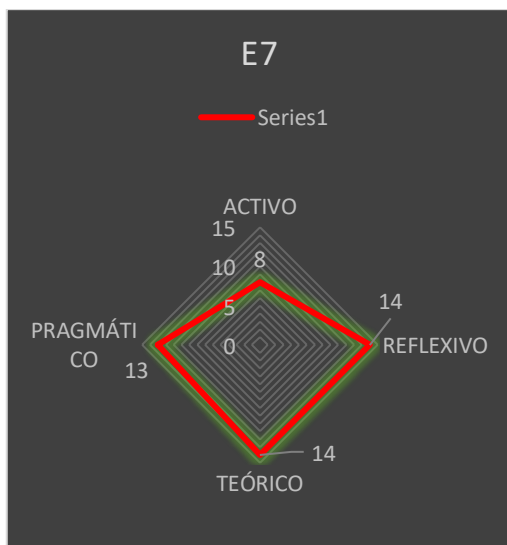 E7
Series1
ACTIVO
15
8
10
14
5
PRAGMÁTI
CO
0
REFLEXIVO
13
14
TEÓRICO